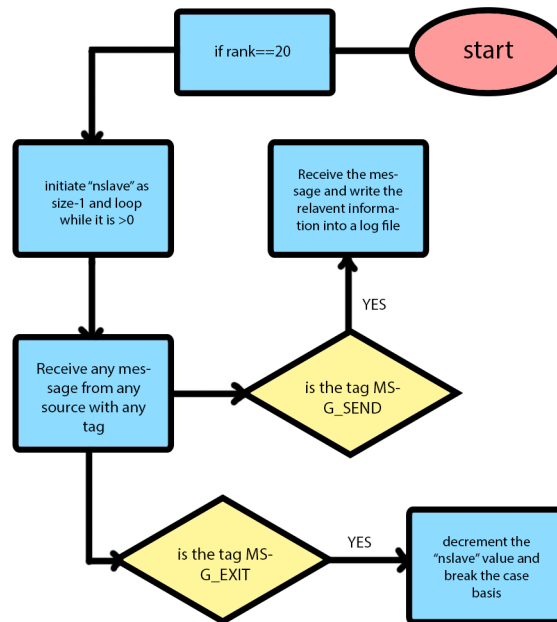 start
if rank==20
initiate “nslave” as
size-1 and loop
while it is >0
Receive the mes-
sage and write the
relavent informa-
tion into a log file
YES
Receive any mes-
sage from any
source with any
tag
is the tag MS-
G_SEND
is the tag MS-
G_EXIT
YES
decrement the
“nslave” value and
break the case
basis